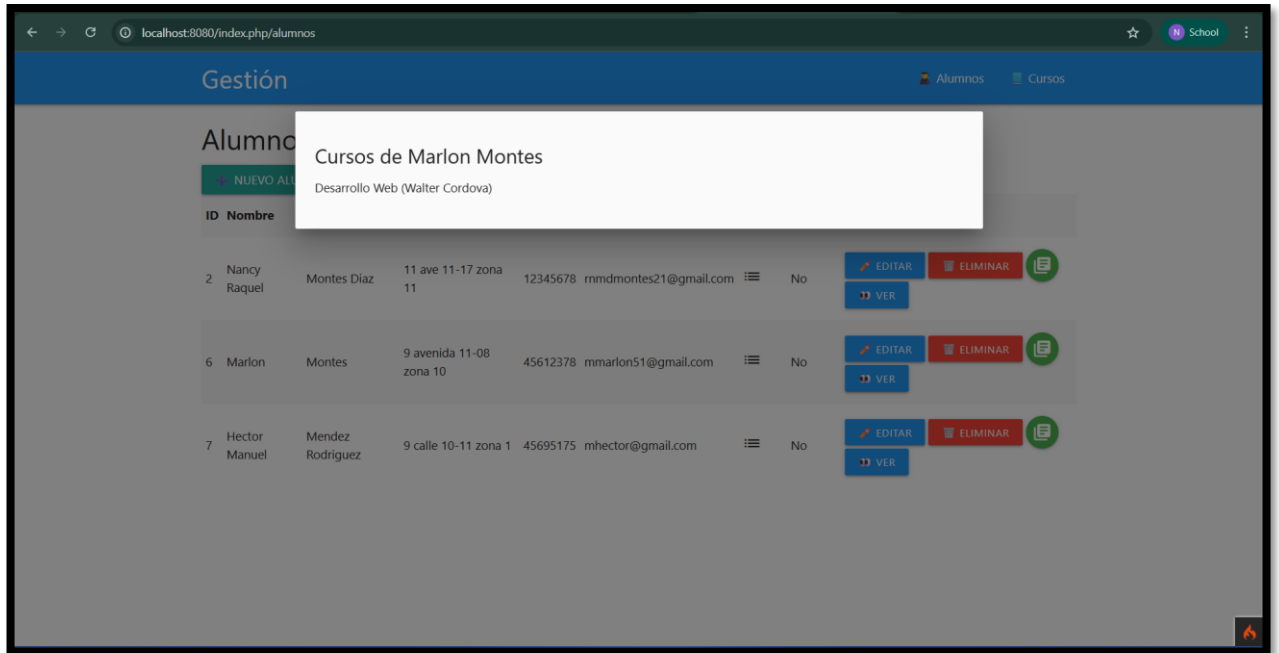 localhost:8080/index.php/alumnos
N School
Gestión
Alumnos
Cursos
Alumno
Cursos de Marlon Montes
Desarrollo Web (Walter Cordova)
NUEVO ALU
ID Nombre
2 Nancy Raquel Montes Diaz 11 ave 11-17 zona 11 12345678 rnmdmontes21@gmail.com No EDITAR ELIMINAR
VER
6 Marlon Montes 9 avenida 11-08 zona 10 45612378 mmarlon51@gmail.com No EDITAR ELIMINAR
VER
7 Hector Manuel Mendez Rodriguez 9 calle 10-11 zona 1 45695175 mhector@gmail.com No EDITAR ELIMINAR
VER